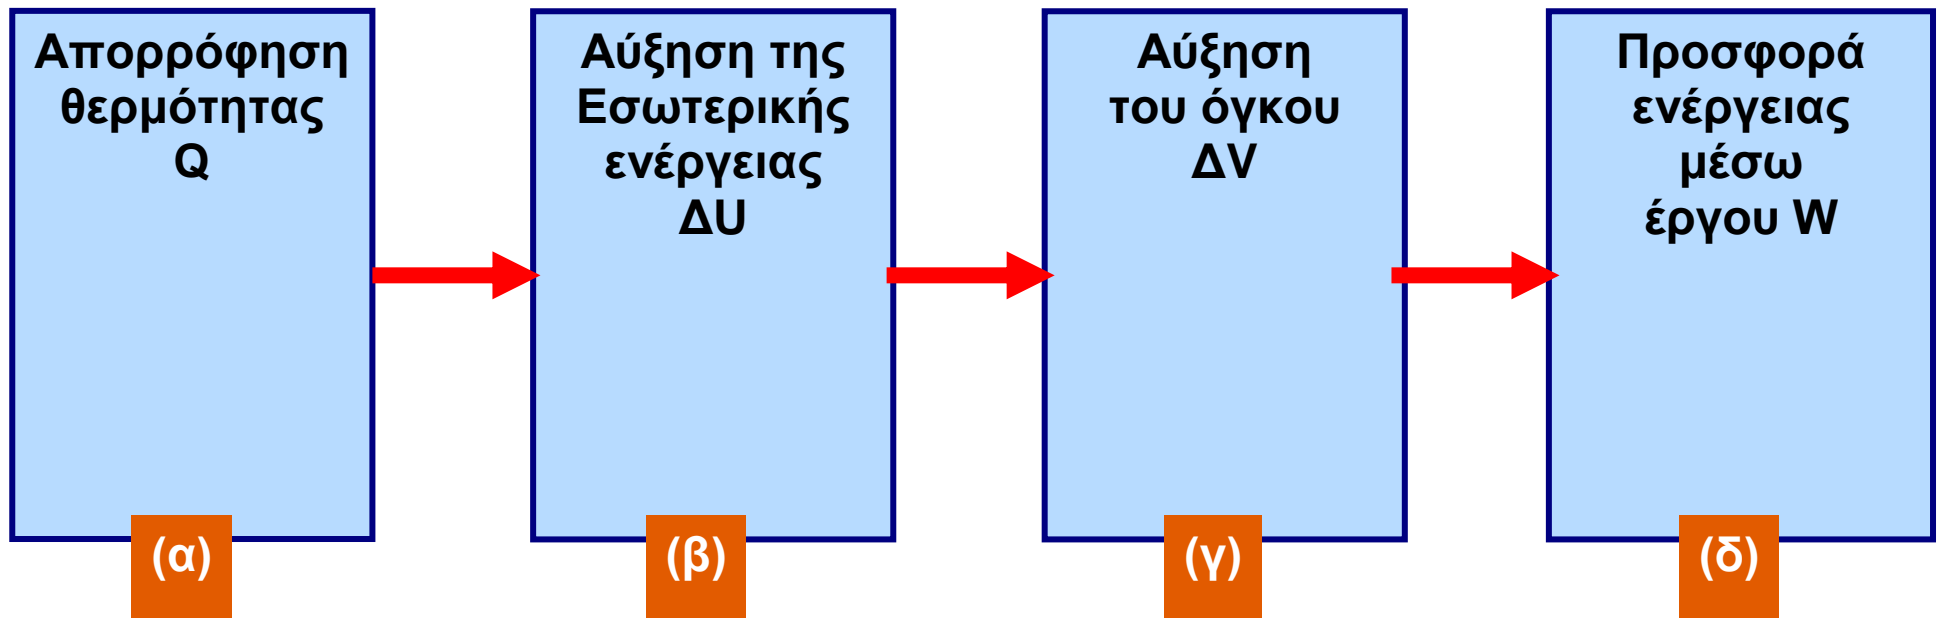 Απορρόφηση
θερμότητας
Q
Αύξηση της
Εσωτερικής
ενέργειας
ΔU
Αύξηση
του όγκου
ΔV
Προσφορά
ενέργειας
μέσω
έργου W
(α)
(β)
(γ)
(δ)